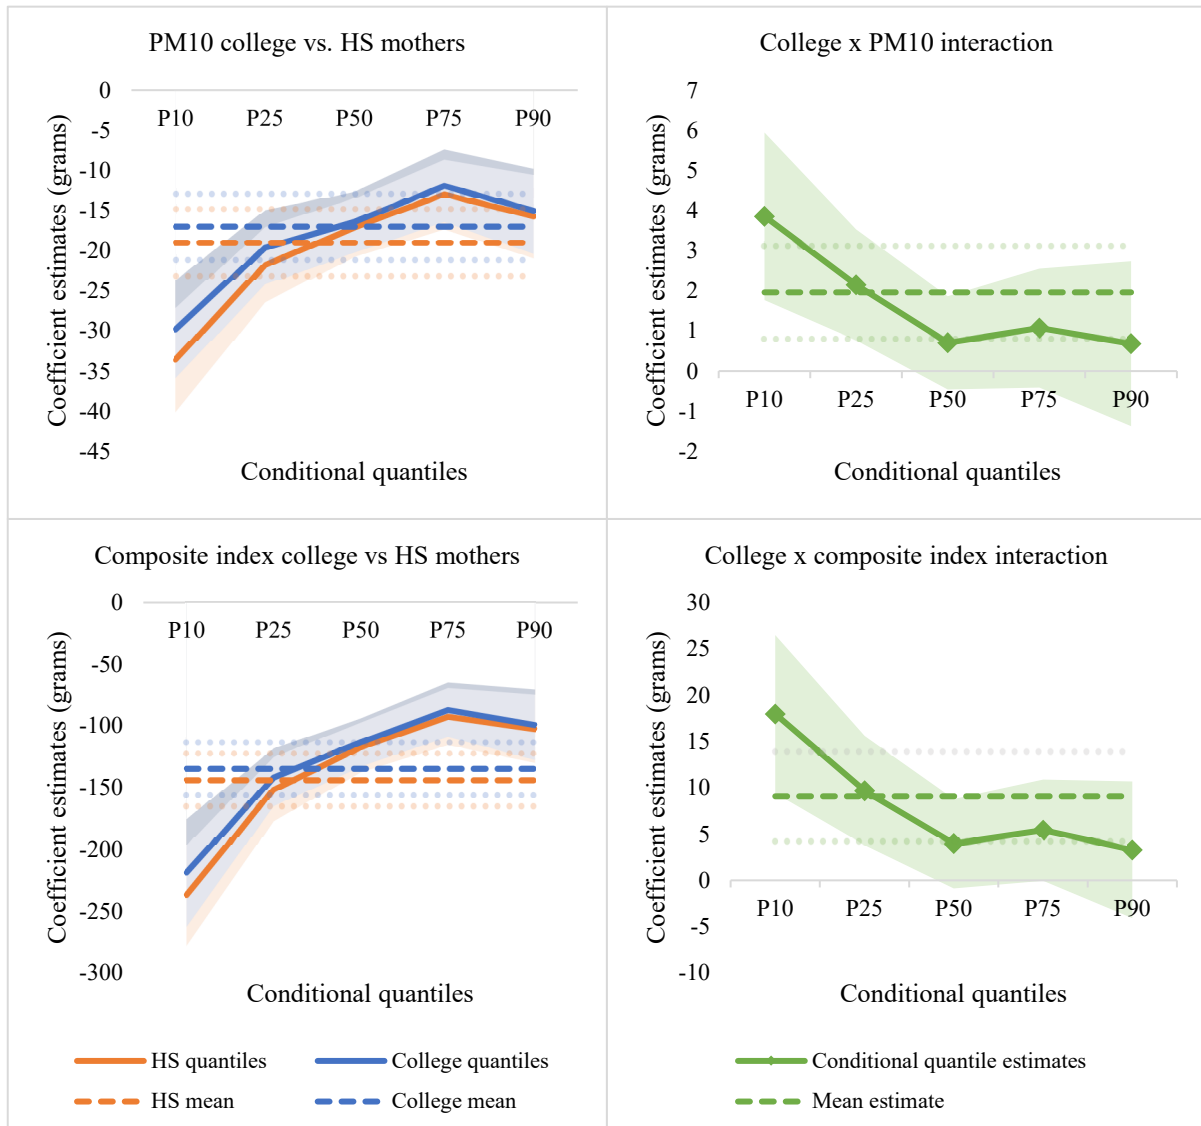 PM10 college vs. HS mothers
0
-5
-10
-15
-20
-25
-30
-35
-40
-45
P10 P25 P50 P75 P90
Coefficient estimates (grams)
Conditional quantiles
College x PM10 interaction
7
6
5
4
3
2
1
0
-1
-2
P10 P25 P50 P75 P90
Coefficient estimates (grams)
Conditional quantiles
Composite index college vs HS mothers
0
-50
-100
-150
-200
-250
-300
P10 P25 P50 P75 P90
Coefficient estimates (grams)
Conditional quantiles
HS quantiles College quantiles
HS mean College mean
College x composite index interaction
30
25
20
15
10
5
0
-5
-10
P10 P25 P50 P75 P90
Coefficient estimates (grams)
Conditional quantiles
Conditional quantile estimates
Mean estimate